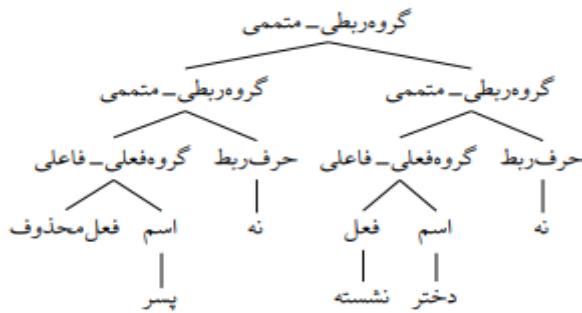 گروه‌ربطی_متممی
گروه‌ربطی_متممی گروه‌ربطی_متممی
حرف‌ربط گروه‌فعلی_فاعلی حرف‌ربط گروه‌فعلی_فاعلی
نه اسم فعل نه اسم فعل‌محذوف
دختر نشسته پسر